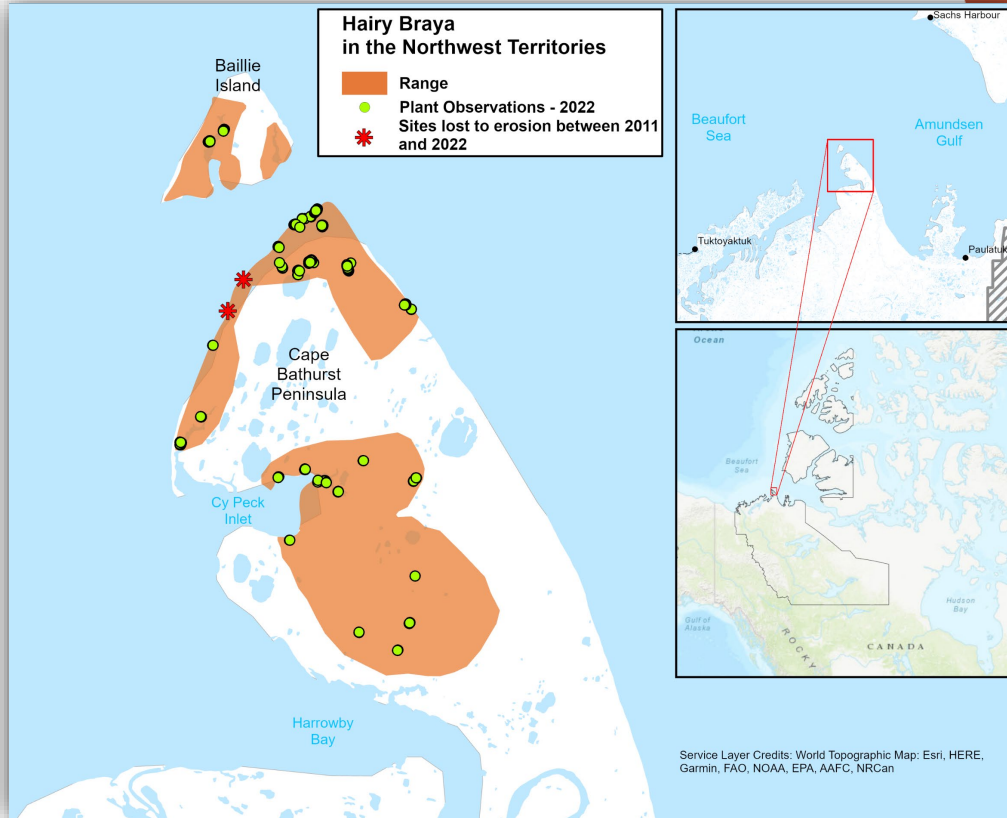 Hairy Braya
in the Northwest Territories
Range
Plant Observations - 2022
Sites lost to erosion between 2011
and 2022
Baillie
Island
Cape
Bathurst
Peninsula
Cy Peck
Inlet
Harrowby
Bay
Sachs Harbour
Beaufort
Sea
Amundsen
Gulf
Tuktoyaktuk
Paulatuk
Ocean
Beaufort
Sea
Hudson
Bay
Gulf of
Alaska
ROCKY
CANADA
Service Layer Credits: World Topographic Map: Esri, HERE,
Garmin, FAO, NOAA, EPA, AAFC, NRCan